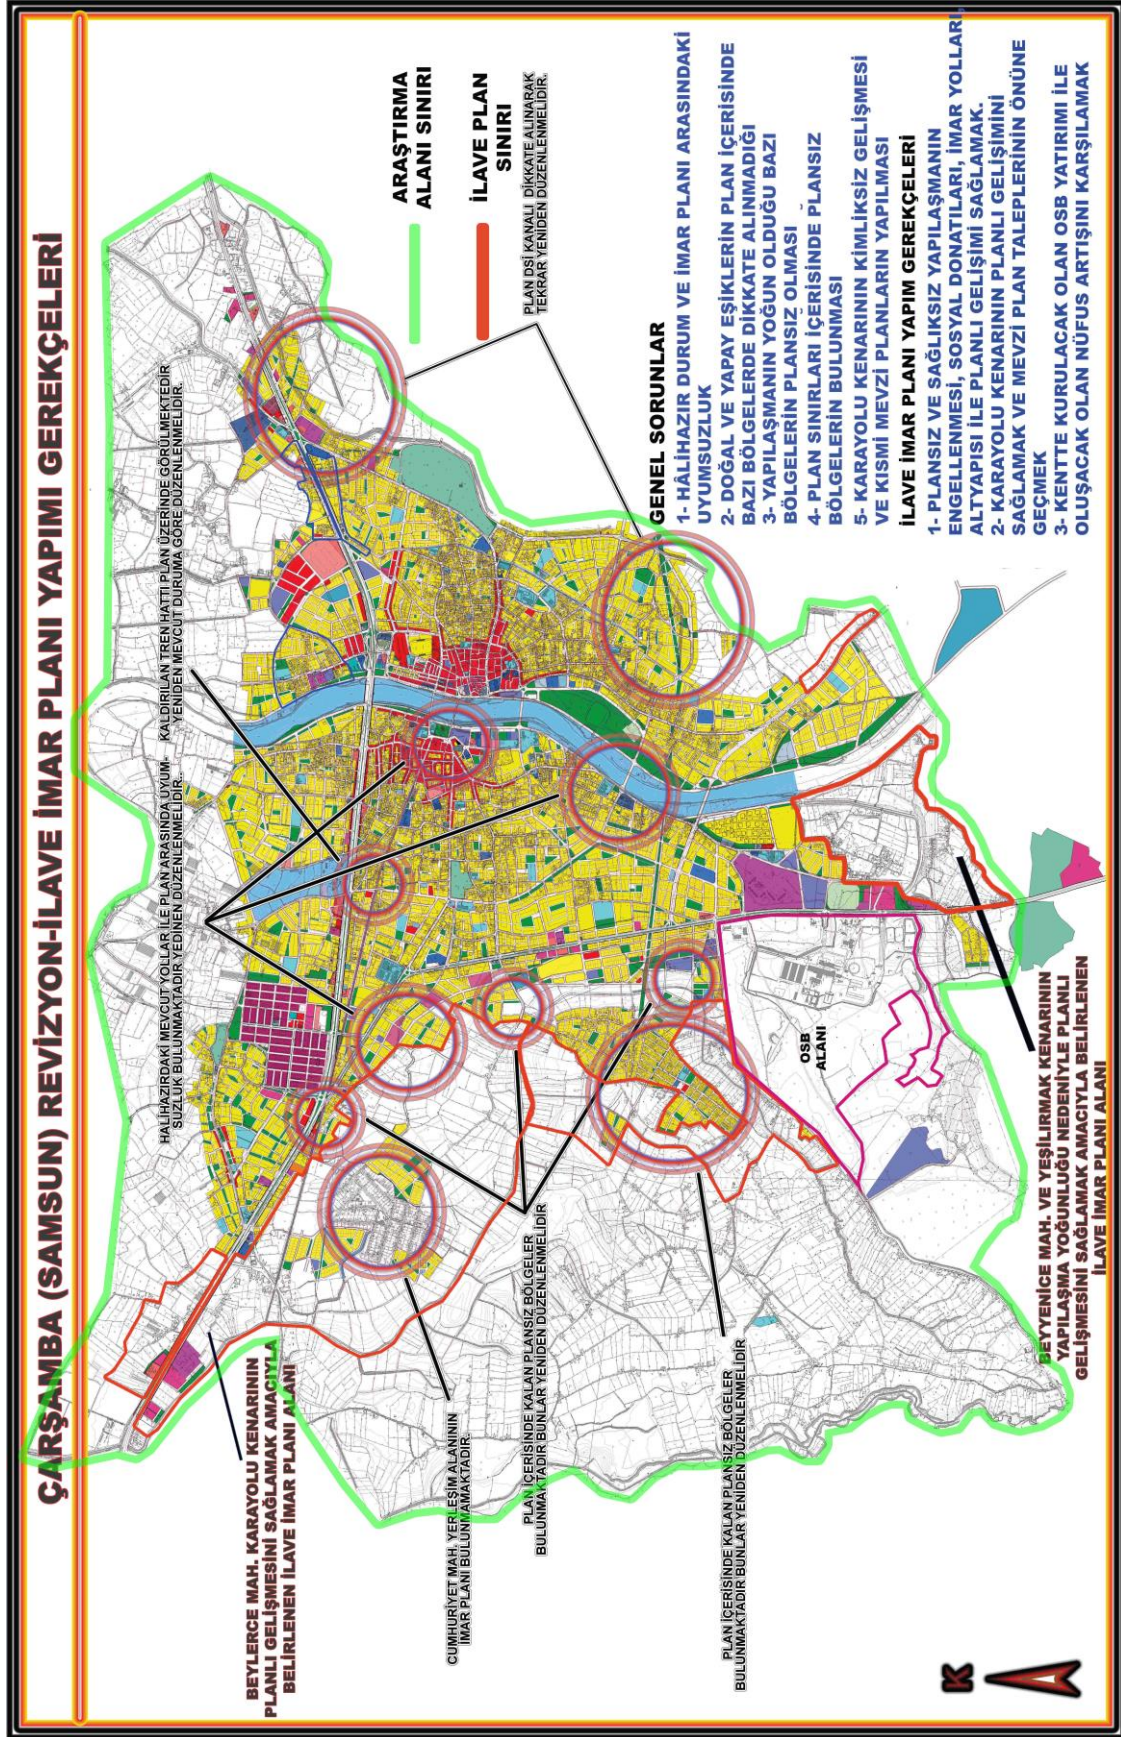 ÇARŞAMBA (SAMSUN) REVİZYON-İLAVE İMAR PLANI YAPIMI GEREKÇELERİ
HALİHAZIRDAKİ MEVCUT YOLLAR İLE PLAN ARASINDA UYUM-
SUZLUK BULUNMAKTADIR YEDİNEN DÜZENLENMELİDİR.
KALDIRILAN TREN HATTI PLAN ÜZERİNDE GÖRÜLMEKTEDİR
YENİDEN MEVCUT DURUMA GÖRE DÜZENLENMELİDİR.
ARAŞTIRMA
ALANI SINIRI
İLAVE PLAN
SINIRI
PLAN DSİ KANALI DİKKATE ALINARAK
TEKRAR YENİDEN DÜZENLENMELİDİR.
BEYLERCE MAH. KARAYOLU KENARININ
PLANLI GELİŞMESİNİ SAĞLAMAK AMACIYLA
BELİRLENEN İLAVE İMAR PLANI ALANI
CUMHURİYET MAH. YERLEŞİM ALANININ
İMAR PLANI BULUNMAMAKTADIR.
PLAN İÇERİSİNDE KALAN PLANSIZ BÖLGELER
BULUNMAKTADIR BUNLAR YENİDEN DÜZENLENMELİDİR
PLAN İÇERİSİNDE KALAN PLANSIZ BÖLGELER
BULUNMAKTADIR BUNLAR YENİDEN DÜZENLENMELİDİR
OSB
ALANI
GENEL SORUNLAR
1- HÂLİHAZIR DURUM VE İMAR PLANI ARASINDAKİ
UYUMSUZLUK
2- DOĞAL VE YAPAY EŞİKLERİN PLAN İÇERİSİNDE
BAZI BÖLGELERDE DİKKATE ALINMADIĞI
3- YAPILAŞMANIN YOĞUN OLDUĞU BAZI
BÖLGELERİN PLANSIZ OLMASI
4- PLAN SINIRLARI İÇERİSİNDE PLANSIZ
BÖLGELERİN BULUNMASI
5- KARAYOLU KENARININ KİMLİKSİZ GELİŞMESİ
VE KISMİ MEVZİ PLANLARIN YAPILMASI
İLAVE İMAR PLANI YAPIM GEREKÇELERİ
1- PLANSIZ VE SAĞLIKSIZ YAPILAŞMANIN
ENGELLENMESİ, SOSYAL DONATILARI, İMAR YOLLARI,
ALTYAPISI İLE PLANLI GELİŞİMİ SAĞLAMAK.
2- KARAYOLU KENARININ PLANLI GELİŞİMİNİ
SAĞLAMAK VE MEVZİ PLAN TALEPLERİNİN ÖNÜNE
GEÇMEK
3- KENTTE KURULACAK OLAN OSB YATIRIMI İLE
OLUŞACAK OLAN NÜFUS ARTIŞINI KARŞILAMAK
BEYYENİCE MAH. VE YEŞİLIRMAK KENARININ
YAPILAŞMA YOĞUNLUĞU NEDENİYLE PLANLI
GELİŞMESİNİ SAĞLAMAK AMACIYLA BELİRLENEN
İLAVE İMAR PLANI ALANI
K